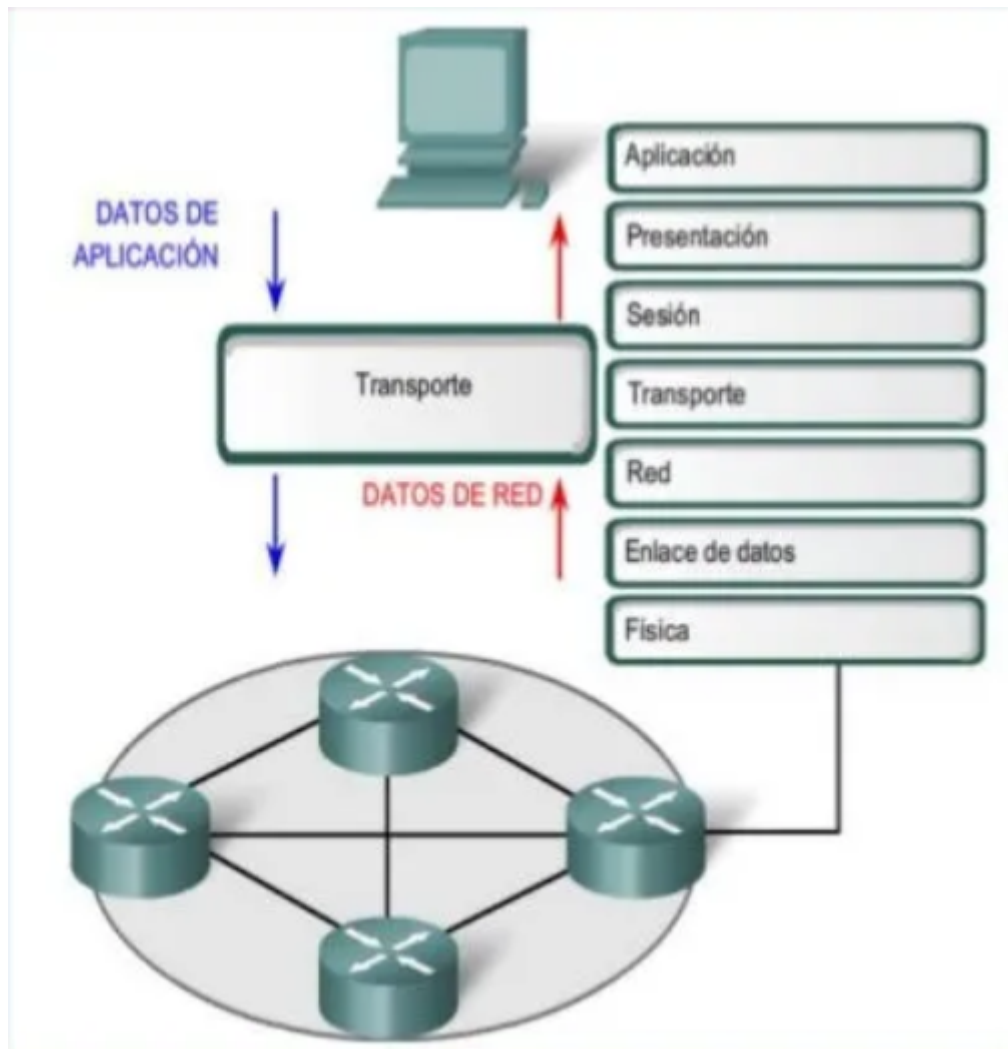 DATOS DE
APLICACIÓN
Transporte
DATOS DE RED
Aplicación
Presentación
Sesión
Transporte
Red
Enlace de datos
Física